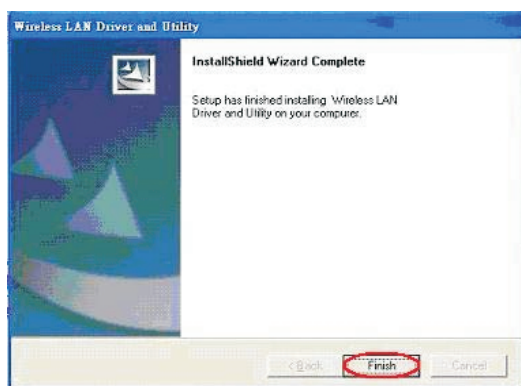 Wireless LAN Driver and Utility
InstallShield Wizard Complete
Setup has finished installing Wireless LAN
Driver and Utility on your computer.
< Back
Finish
Cancel